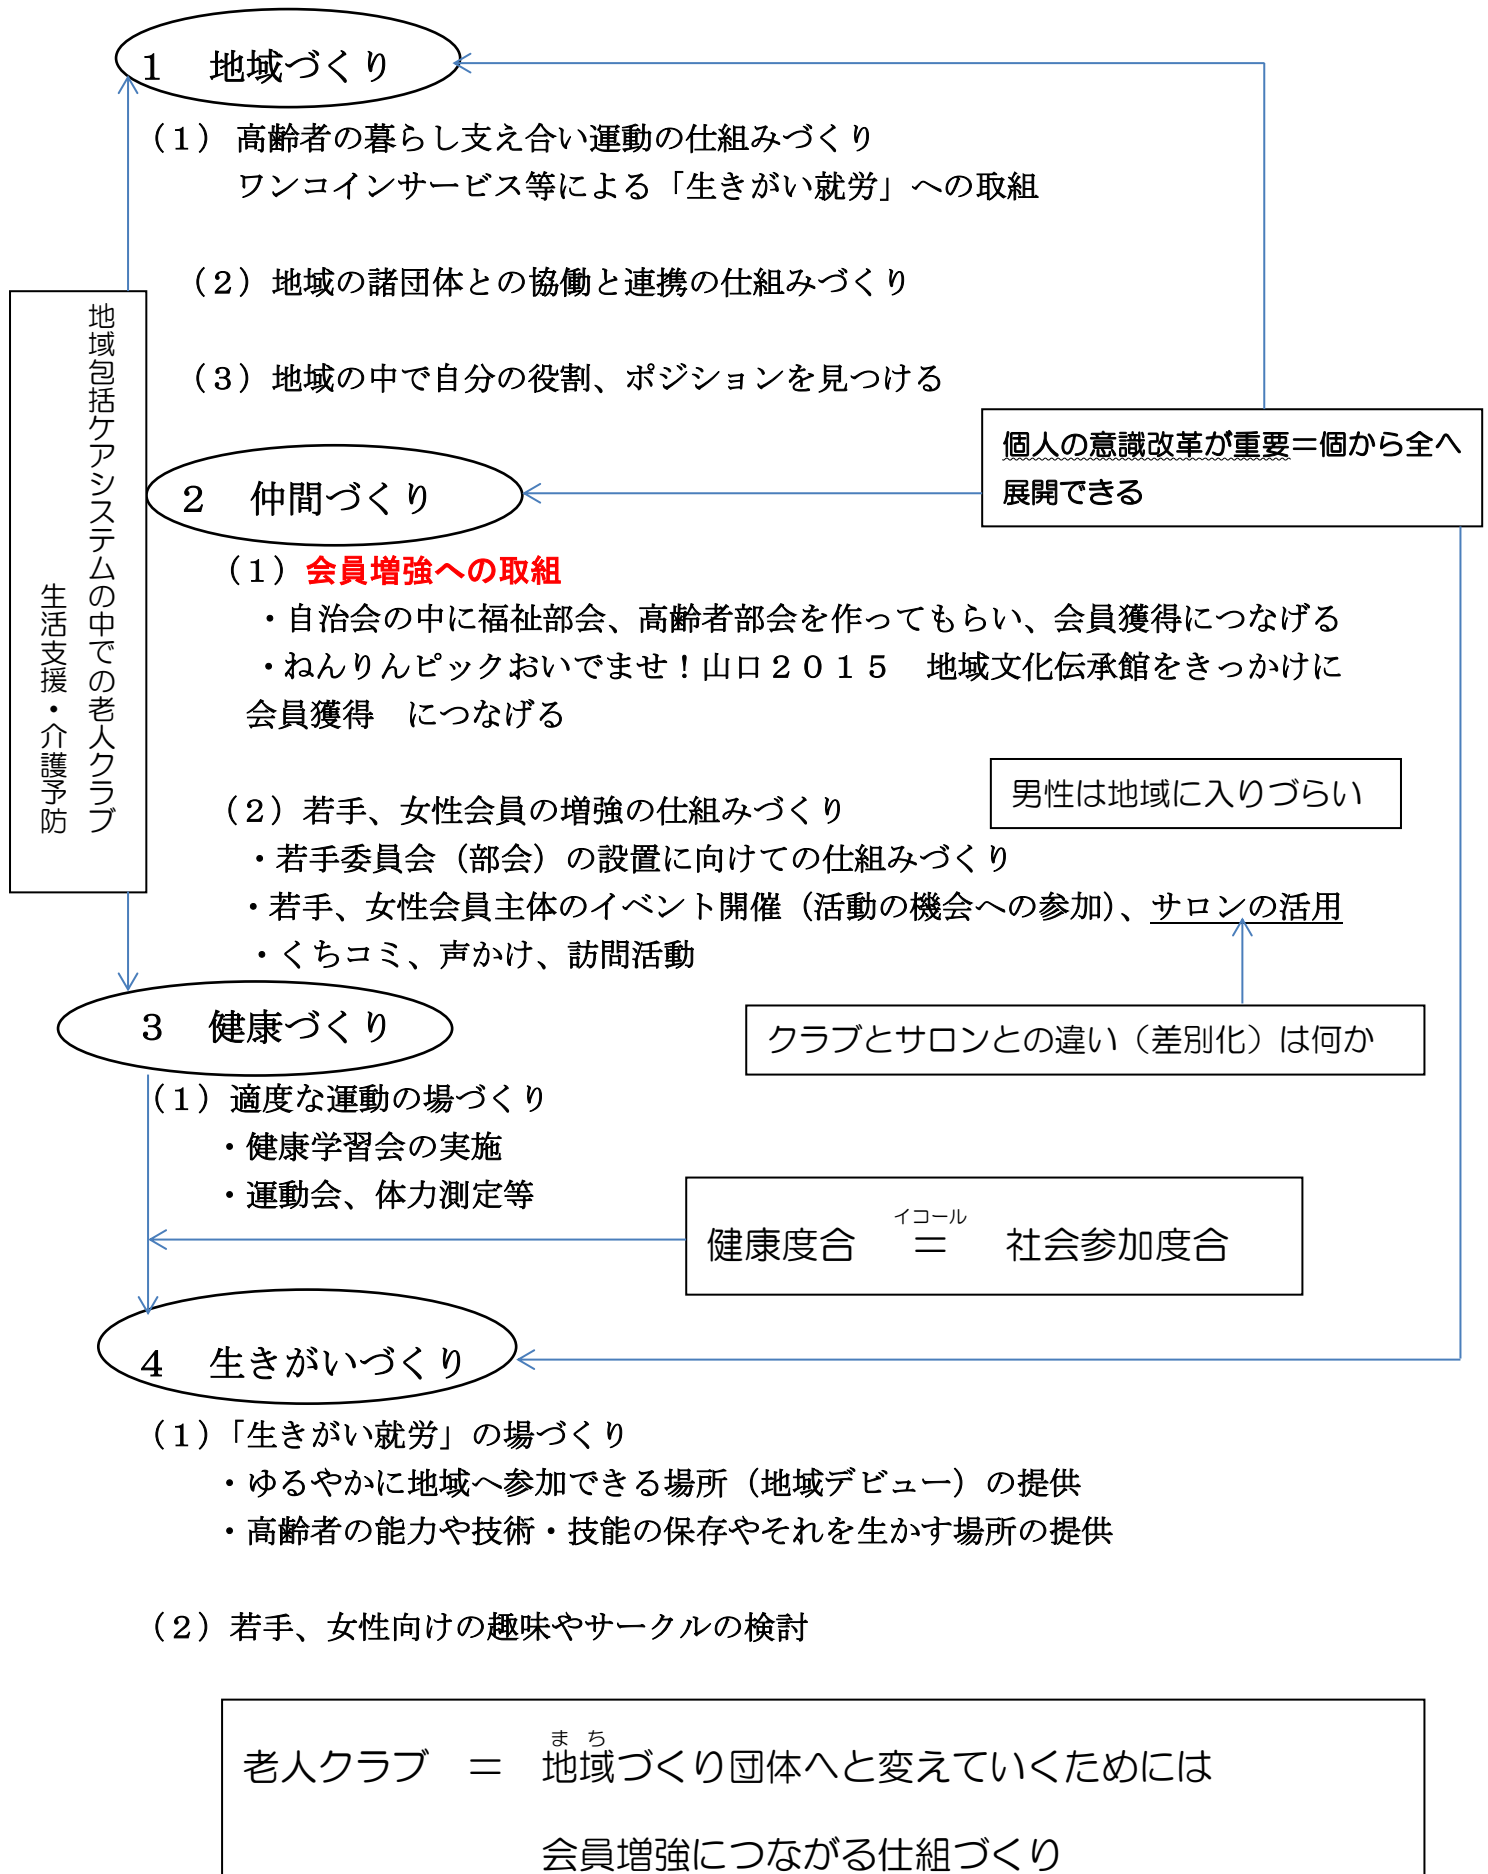 １　地域づくり
（１） 高齢者の暮らし支え合い運動の仕組みづくり
ワンコインサービス等による「生きがい就労」への取組
（２）地域の諸団体との協働と連携の仕組みづくり
（３）地域の中で自分の役割、ポジションを見つける
地域包括ケアシステムの中での老人クラブ
生活支援・介護予防
個人の意識改革が重要＝個から全へ
展開できる
２　仲間づくり
（１）会員増強への取組
・自治会の中に福祉部会、高齢者部会を作ってもらい、会員獲得につなげる
・ねんりんピックおいでませ！山口２０１５　地域文化伝承館をきっかけに
会員獲得　につなげる
男性は地域に入りづらい
（２）若手、女性会員の増強の仕組みづくり
・若手委員会（部会）の設置に向けての仕組みづくり
・若手、女性会員主体のイベント開催（活動の機会への参加）、サロンの活用
・くちコミ、声かけ、訪問活動
３　健康づくり
クラブとサロンとの違い（差別化）は何か
（１）適度な運動の場づくり
・健康学習会の実施
・運動会、体力測定等
イコール
健康度合　＝　社会参加度合
４　生きがいづくり
（１）「生きがい就労」の場づくり
・ゆるやかに地域へ参加できる場所（地域デビュー）の提供
・高齢者の能力や技術・技能の保存やそれを生かす場所の提供
（２）若手、女性向けの趣味やサークルの検討
まち
老人クラブ　＝　地域づくり団体へと変えていくためには
会員増強につながる仕組づくり